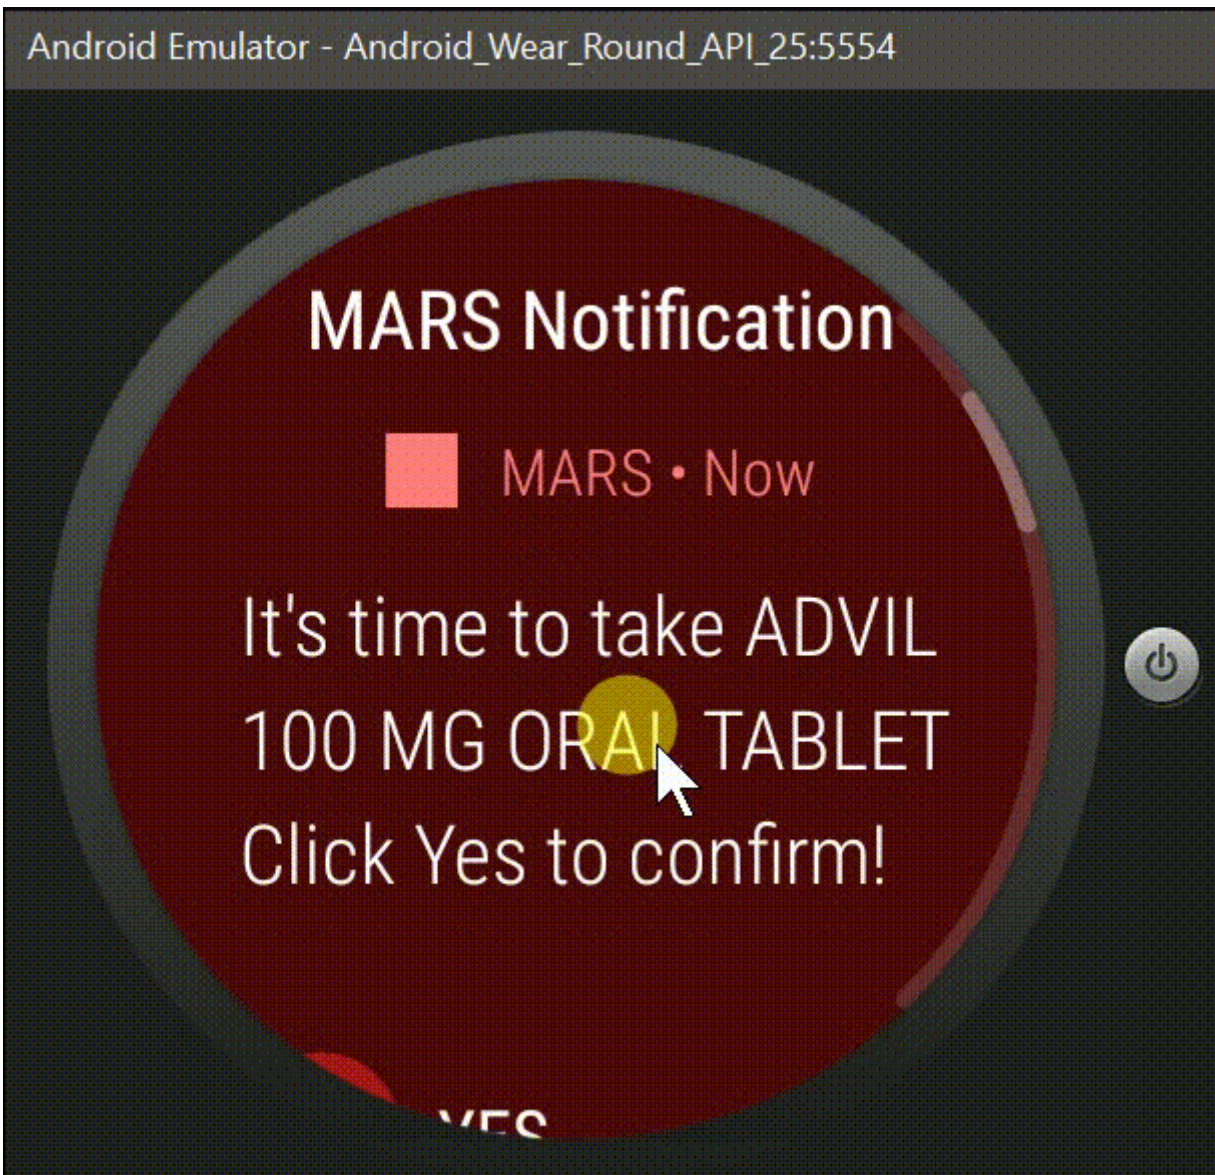 Android Emulator - Android_Wear_Round_API_25:5554
MARS Notification
MARS • Now
It's time to take ADVIL
100 MG ORAL TABLET
Click Yes to confirm!
YES